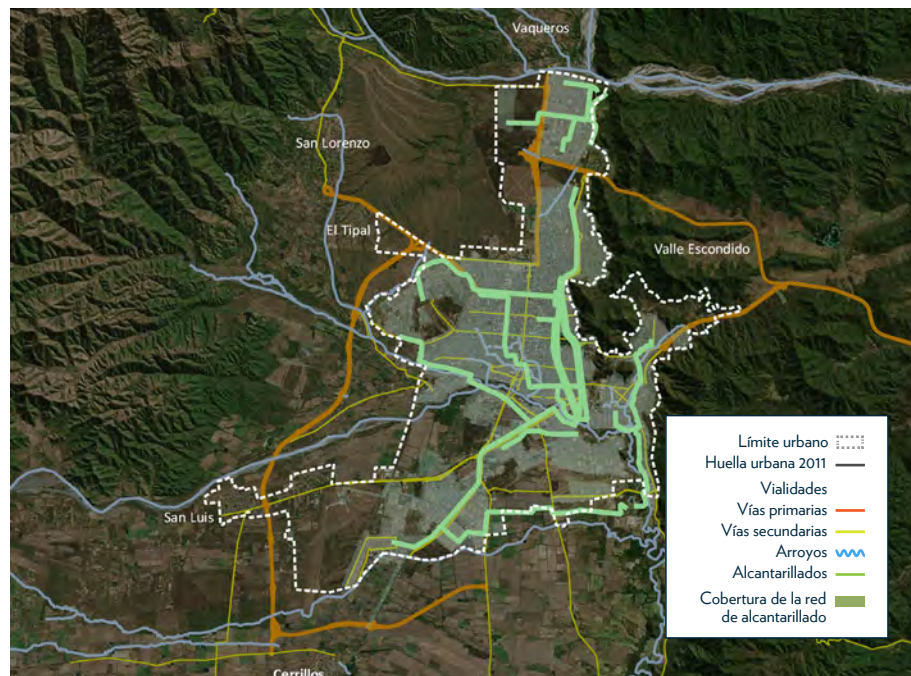 Vaqueros
San Lorenzo
El Tipal
Valle Escondido
San Luis
Cerrillos
Límite urbano
Huella urbana 2011
Vialidades
Vías primarias
Vías secundarias
Arroyos
Alcantarillados
Cobertura de la red
de alcantarillado